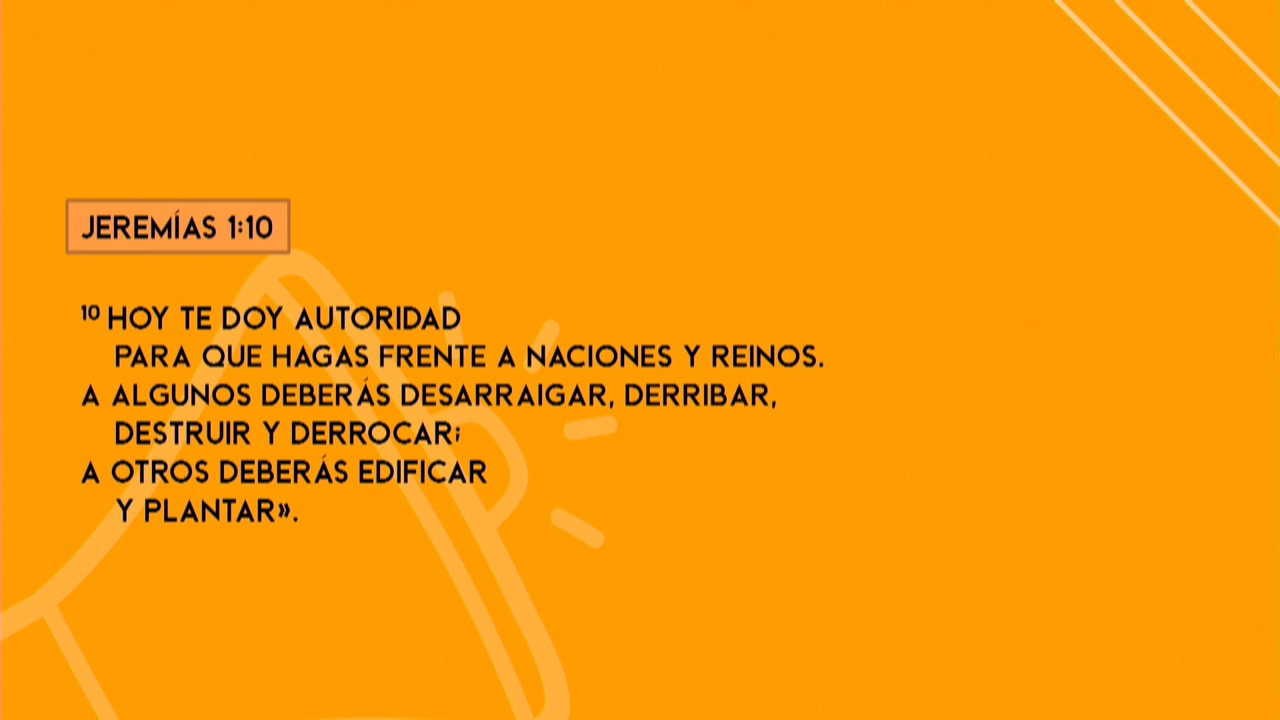 JEREMÍAS 1:10
¹⁰ HOY TE DOY AUTORIDAD
PARA QUE HAGAS FRENTE A NACIONES Y REINOS.
A ALGUNOS DEBERÁS DESARRAIGAR, DERRIBAR,
DESTRUIR Y DERROCAR;
A OTROS DEBERÁS EDIFICAR
Y PLANTAR».